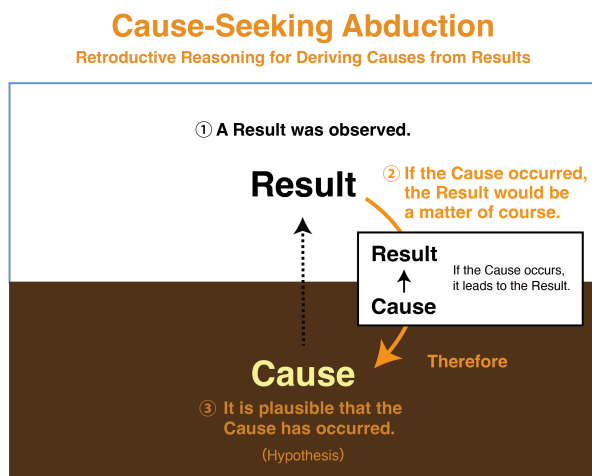 Cause-Seeking Abduction
Retroductive Reasoning for Deriving Causes from Results
① A Result was observed.
Result
② If the Cause occurred,
the Result would be
a matter of course.
Result
Cause
If the Cause occurs,
it leads to the Result.
Therefore
Cause
③ It is plausible that the
Cause has occurred.
(Hypothesis)